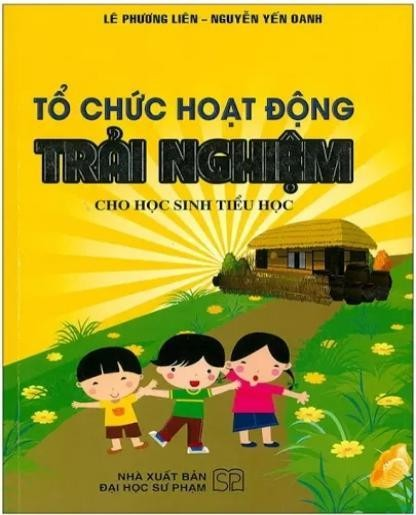 LÊ PHƯƠNG LIÊN - NGUYỄN YẾN OANH
TỔ CHỨC HOẠT ĐỘNG
TRẢI NGHIỆM
CHO HỌC SINH TIỂU HỌC
NHÀ XUẤT BẢN
ĐẠI HỌC SƯ PHẠM